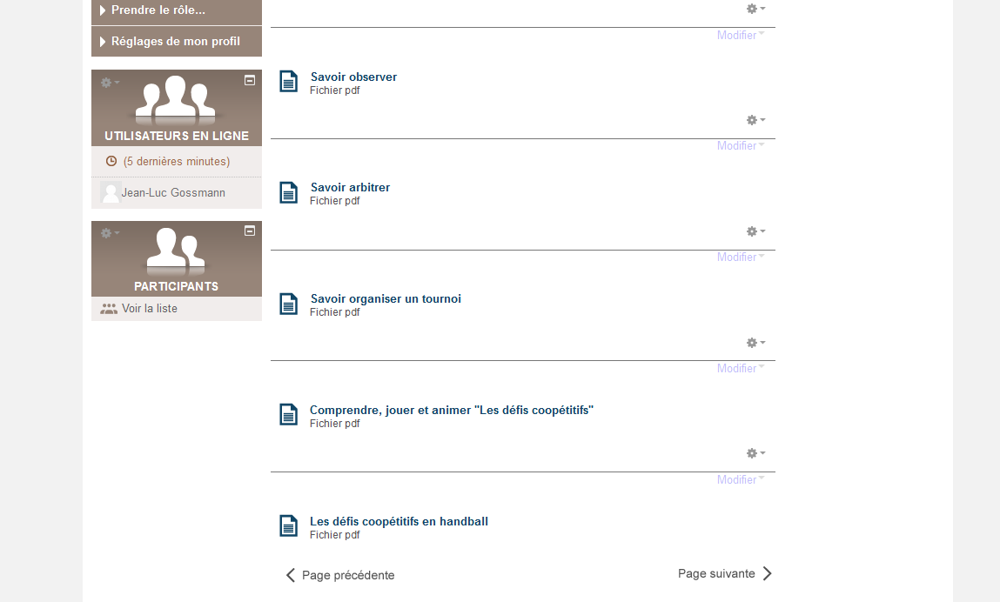 Prendre le rôle...
Réglages de mon profil
UTILISATEURS EN LIGNE
(5 dernières minutes)
Jean-Luc Gossmann
PARTICIPANTS
Voir la liste
Modifier
Savoir observer
Fichier pdf
Modifier
Savoir arbitrer
Fichier pdf
Modifier
Savoir organiser un tournoi
Fichier pdf
Modifier
Comprendre, jouer et animer "Les défis coopétitifs"
Fichier pdf
Modifier
Les défis coopétitifs en handball
Fichier pdf
Page précédente
Page suivante